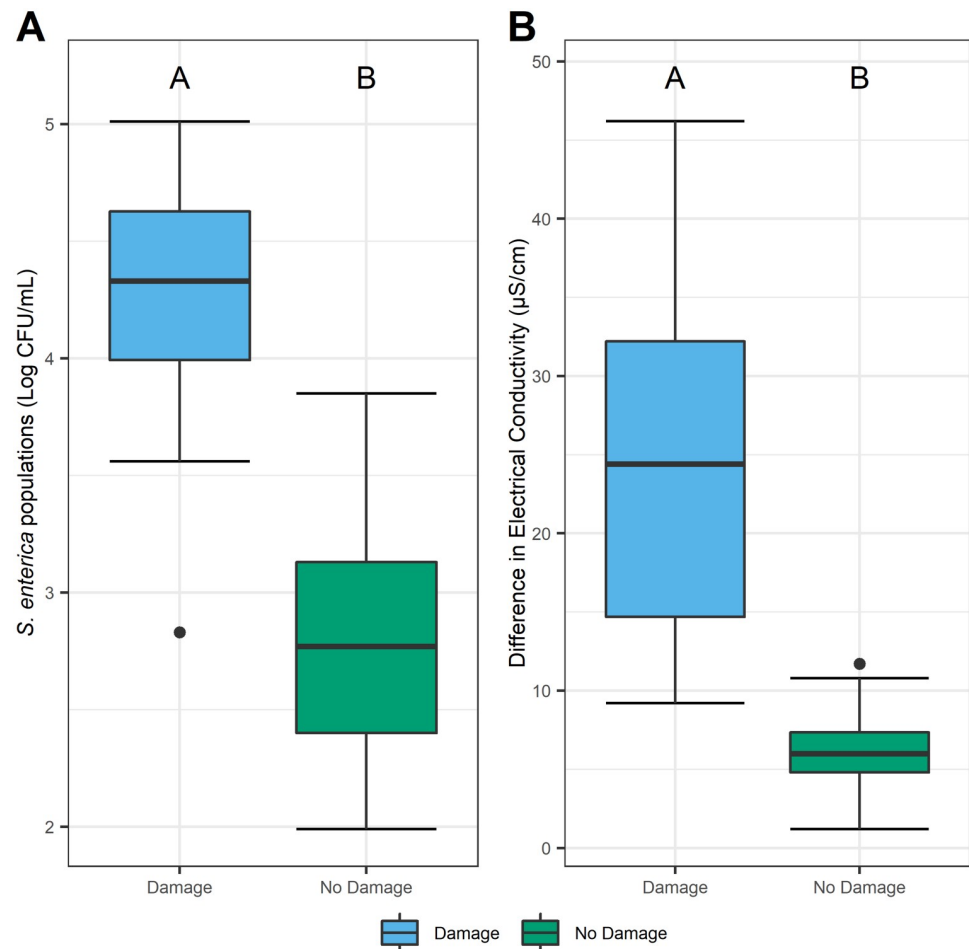 A
B
A
B
5
4
3
2
S. enterica populations (Log CFU/mL)
Damage
No Damage
A
B
50
40
30
20
10
0
Difference in Electrical Conductivity (µS/cm)
Damage
No Damage
Damage
No Damage